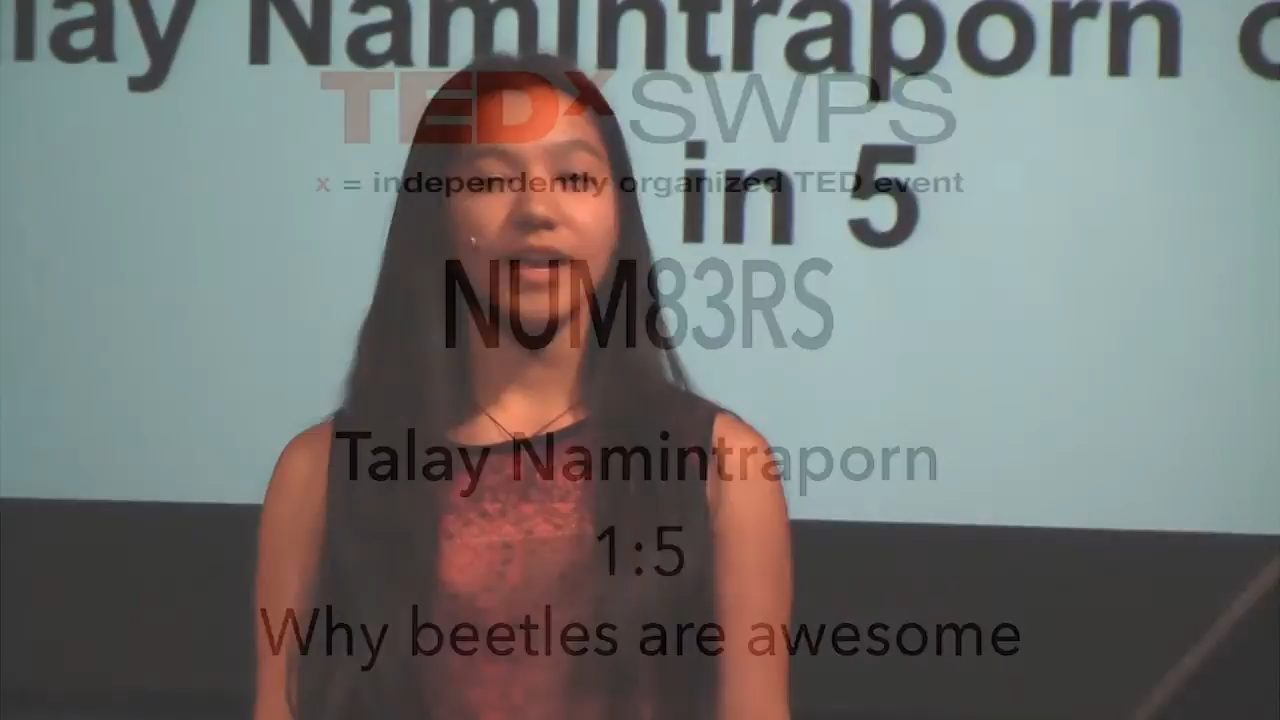 lay Namintraporn o
TEDxSWPS
in 5
x = independently organized TED event
NUM83RS
Talay Namintraporn
1:5
Why beetles are awesome